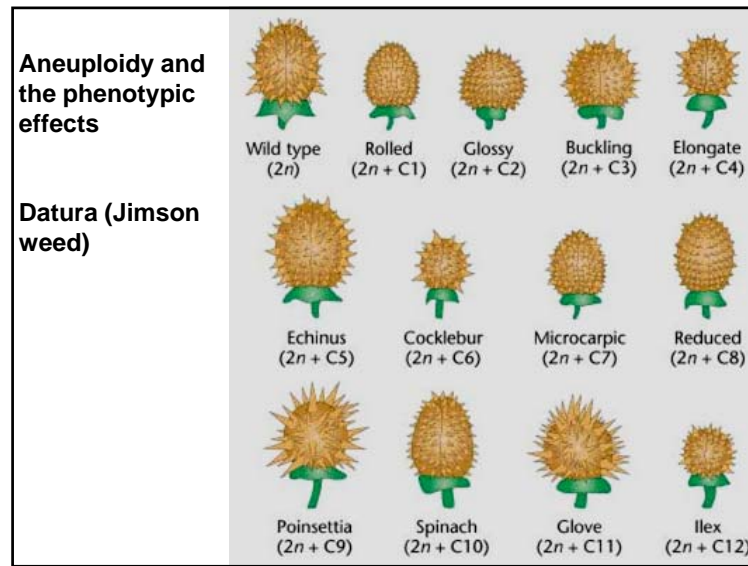 Aneuploidy and
the phenotypic
effects
Datura (Jimson
weed)
Wild type Rolled Glossy Buckling Elongate
(2n) (2n + C1) (2n + C2) (2n + C3) (2n + C4)
Echinus Cocklebur Microcarpic Reduced
(2n + C5) (2n + C6) (2n + C7) (2n + C8)
Poinsettia Spinach Glove Ilex
(2n + C9) (2n + C10) (2n + C11) (2n + C12)